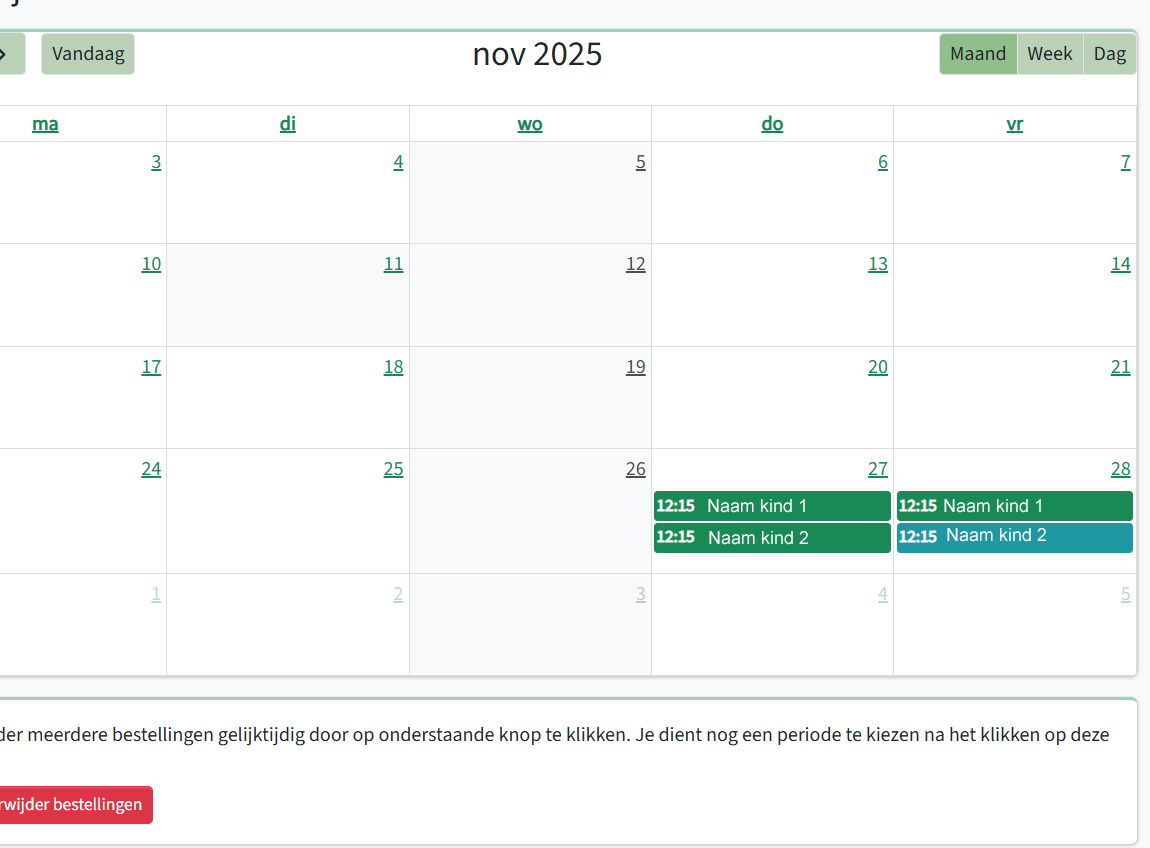 Vandaag nov 2025 Maand Week Dag
ma di wo do vr
3 4 5 6 7
10 11 12 13 14
17 18 19 20 21
24 25 26 27 28
12:15 Naam kind 1 12:15 Naam kind 1
12:15 Naam kind 2 12:15 Naam kind 2
1 2 3 4 5
der meerdere bestellingen gelijktijdig door op onderstaande knop te klikken. Je dient nog een periode te kiezen na het klikken op deze
rwijder bestellingen